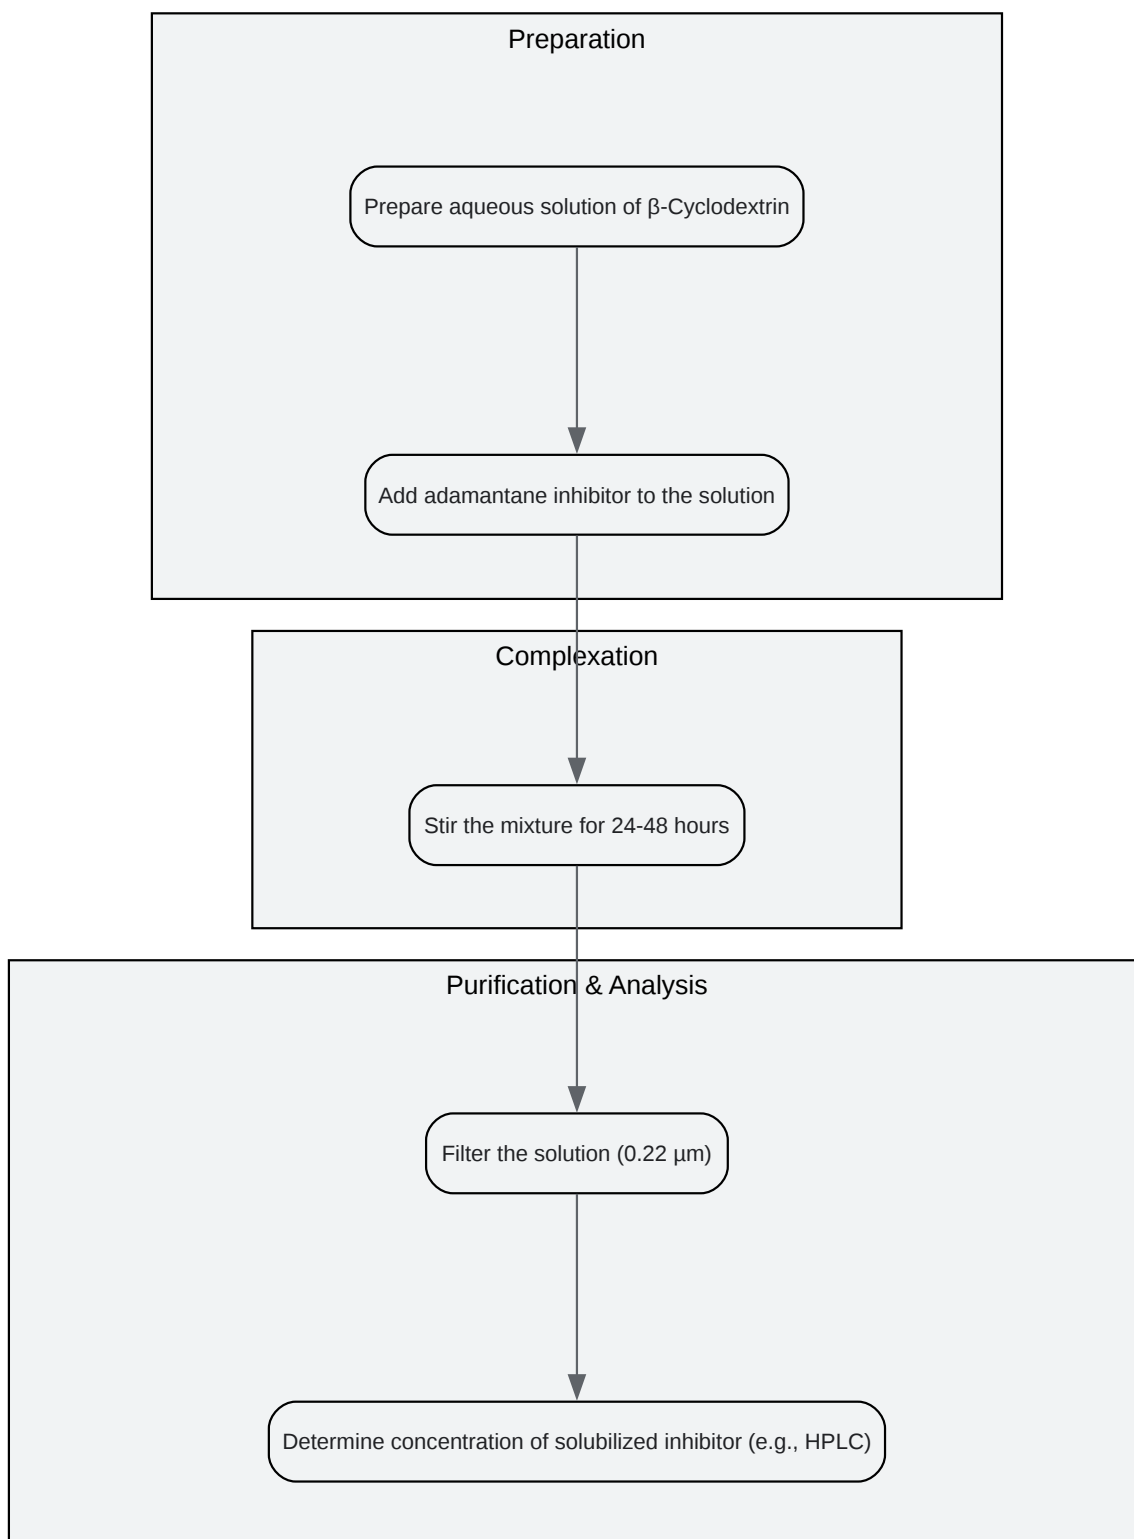 Preparation
Prepare aqueous solution of β-Cyclodextrin
Add adamantane inhibitor to the solution
Complexation
Stir the mixture for 24-48 hours
Purification & Analysis
Filter the solution (0.22 µm)
Determine concentration of solubilized inhibitor (e.g., HPLC)